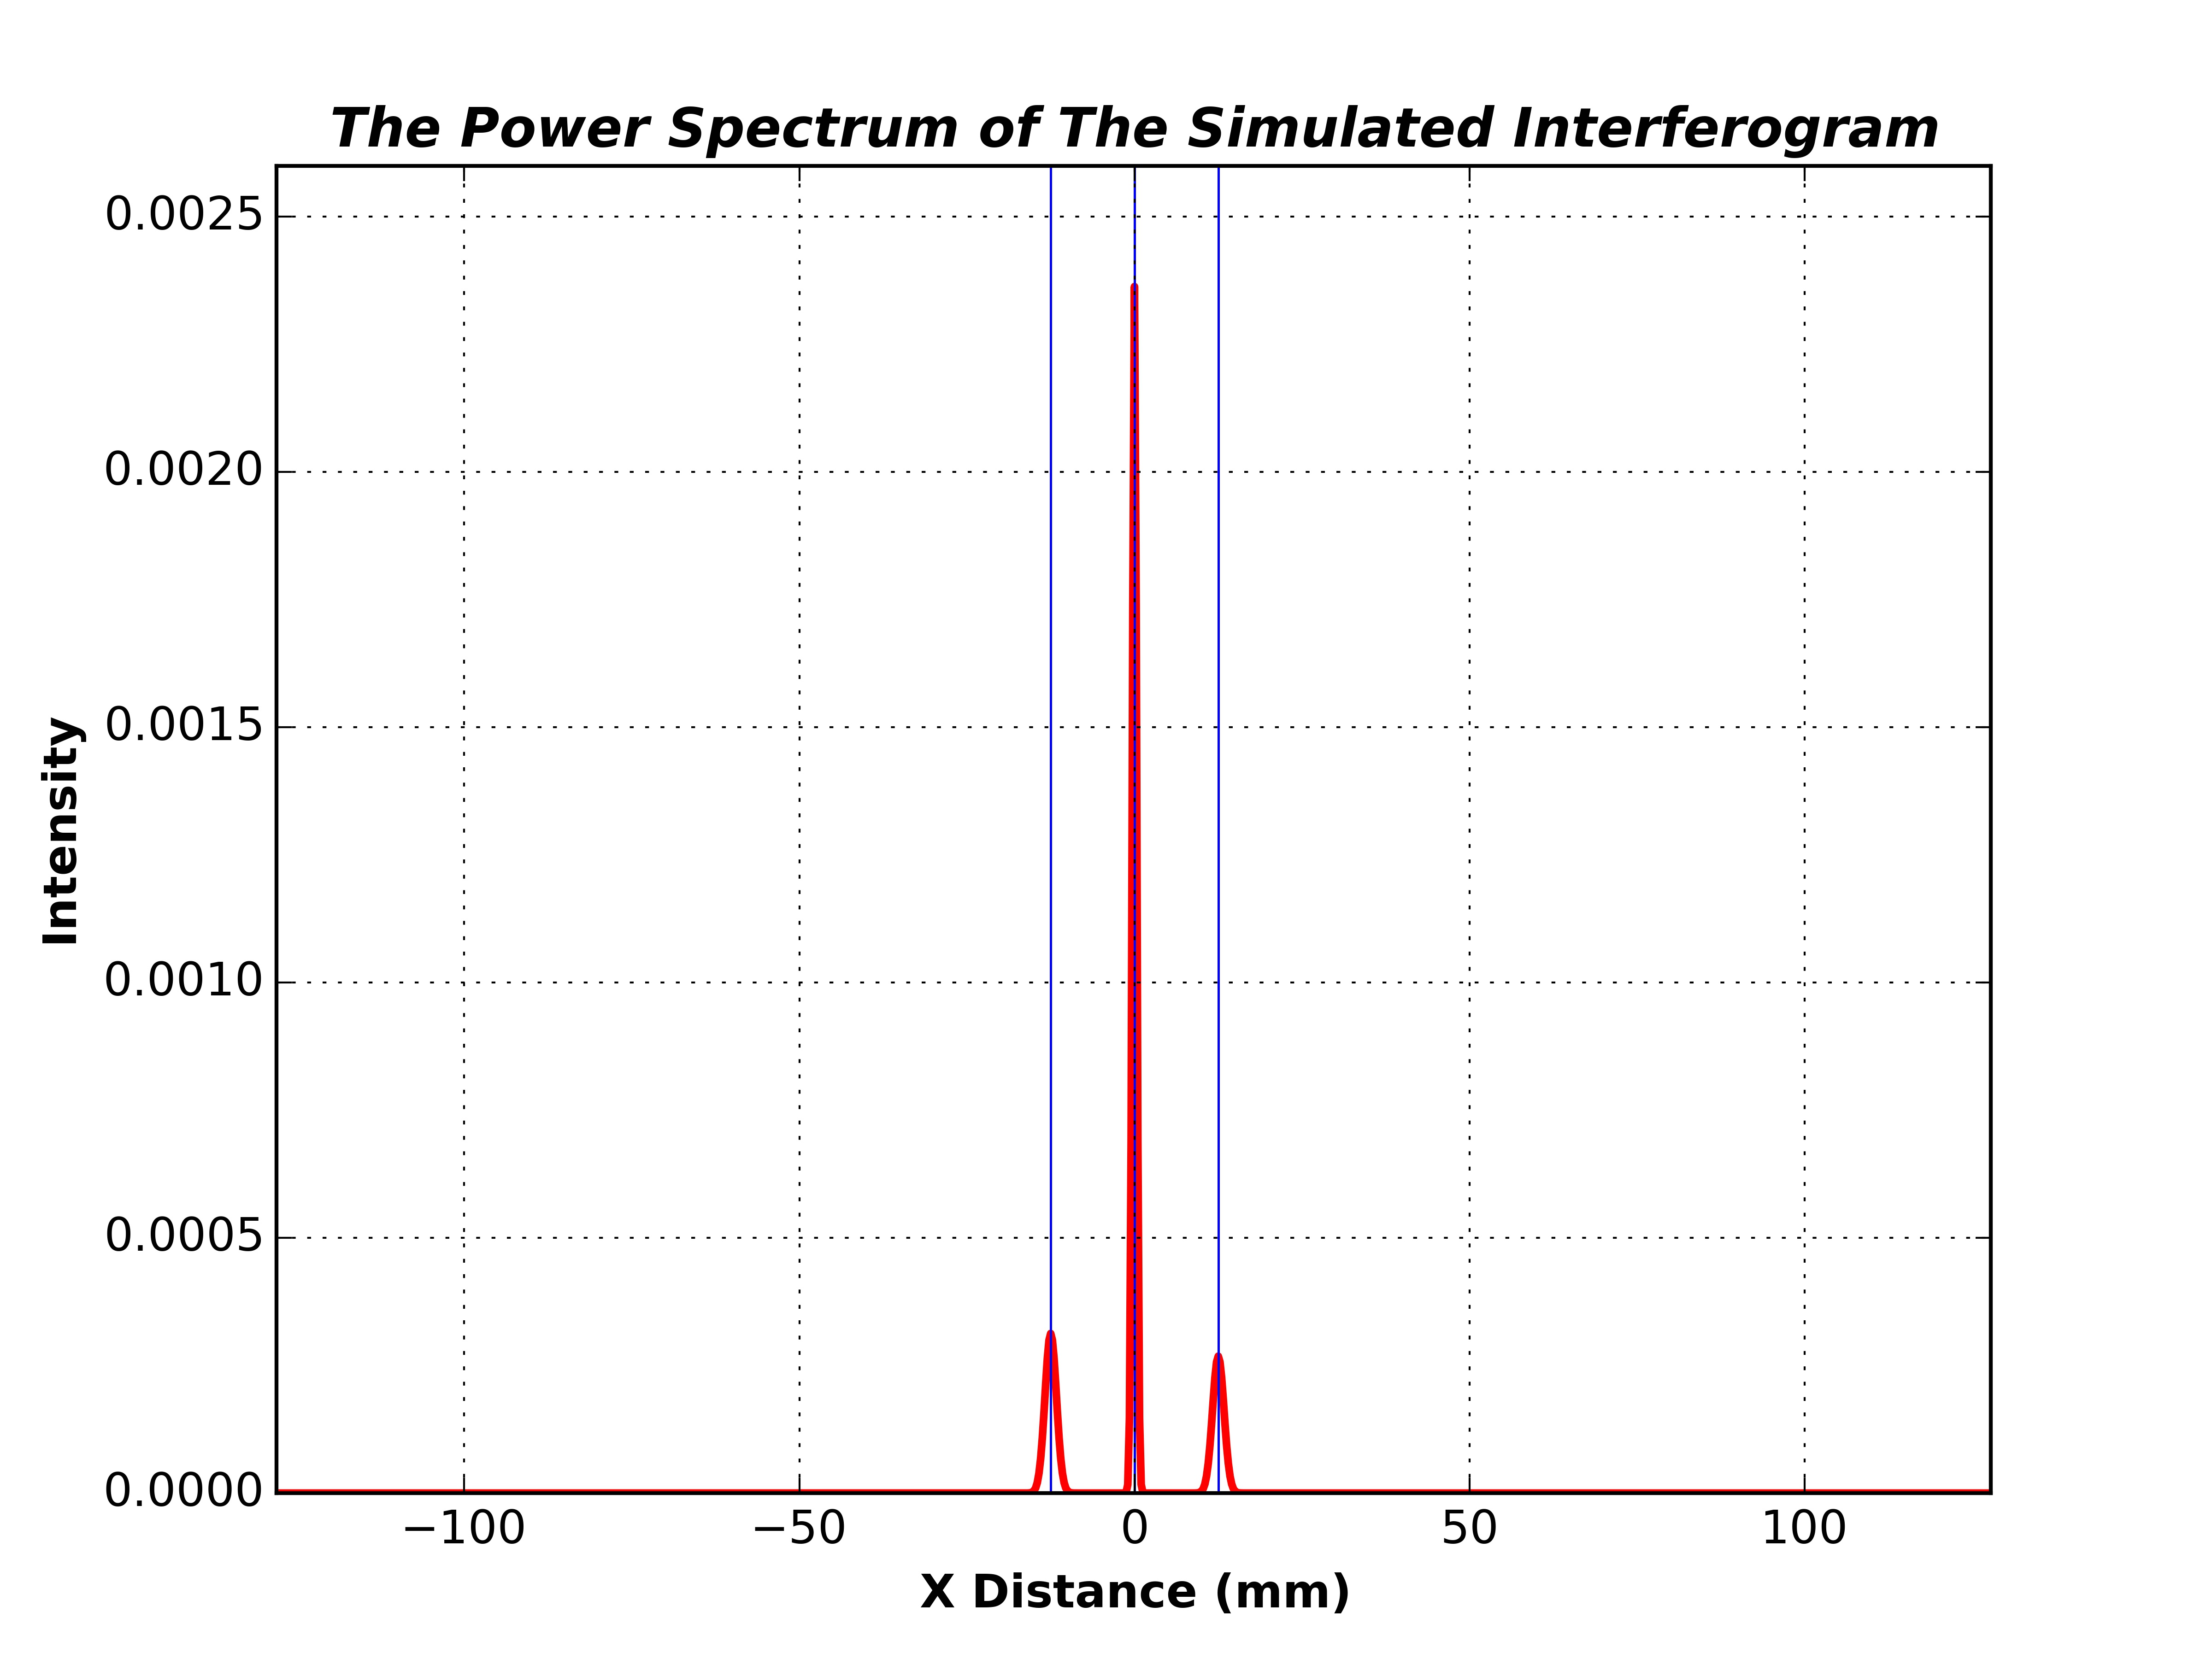 The Power Spectrum of The Simulated Interferogram
0.0025
0.0020
0.0015
0.0010
0.0005
0.0000
Intensity
−100 −50 0 50 100
X Distance (mm)